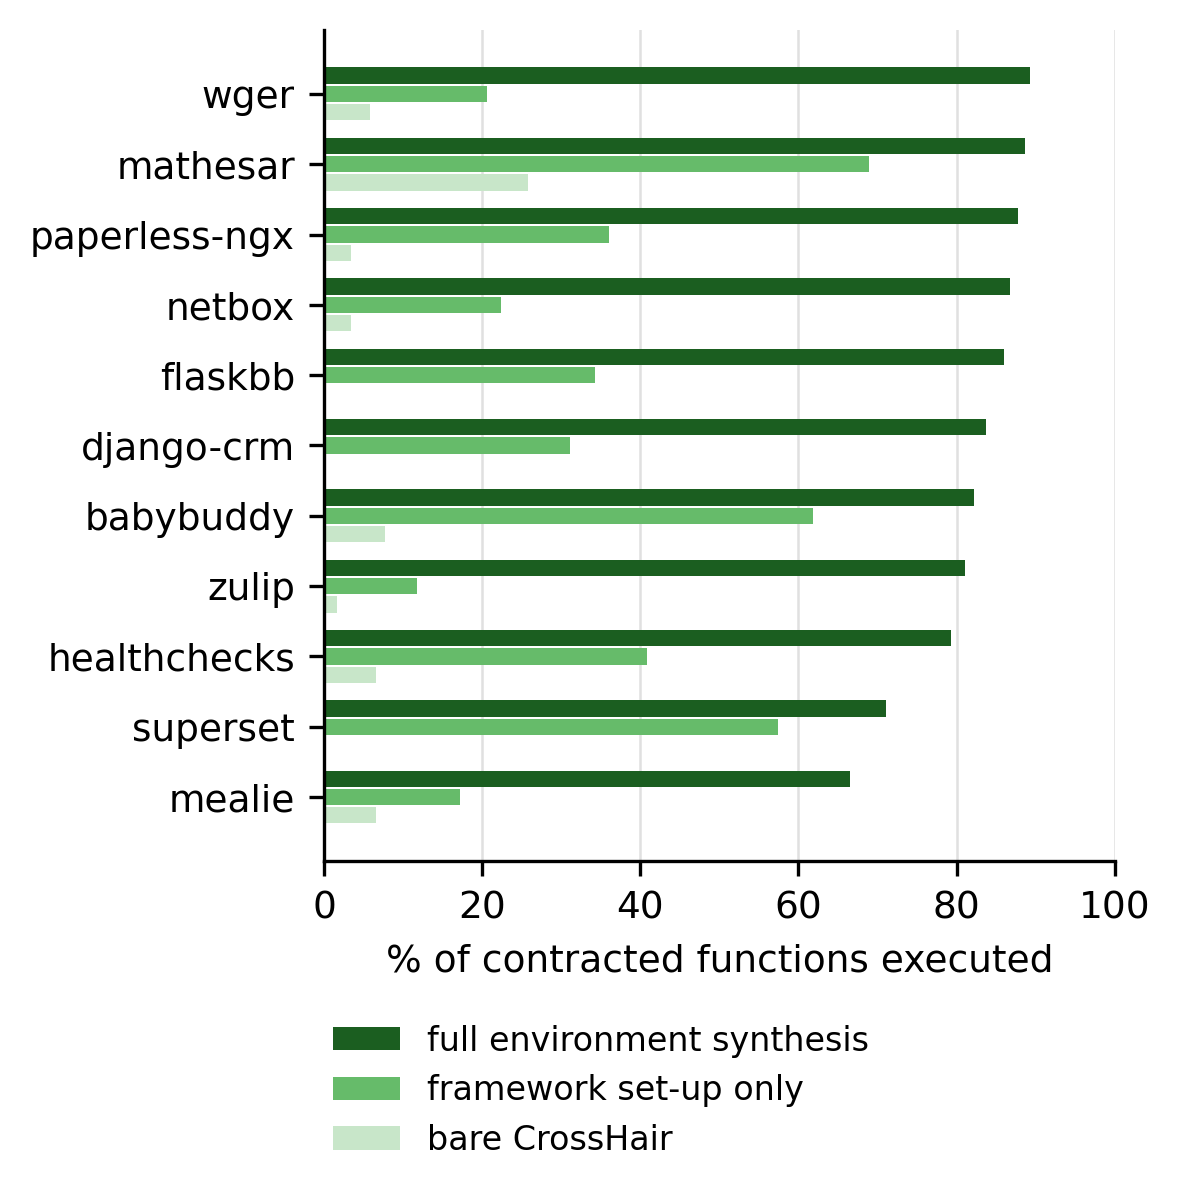 wger
mathesar
paperless-ngx
netbox
flaskbb
django-crm
babybuddy
zulip
healthchecks
superset
mealie
0 20 40 60 80 100
% of contracted functions executed
full environment synthesis
framework set-up only
bare CrossHair